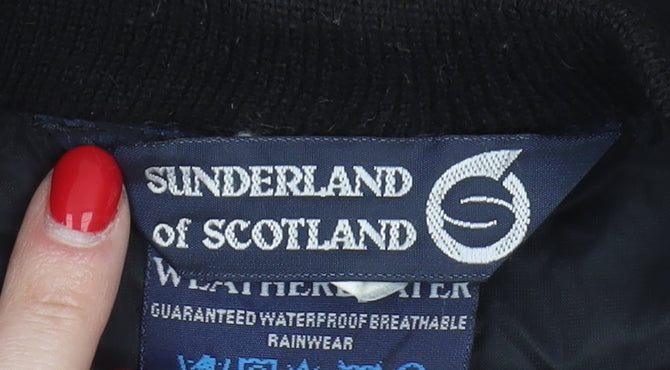 SUNDERLAND
of SCOTLAND
GUARANTEED WATERPROOF BREATHABLE
RAINWEAR